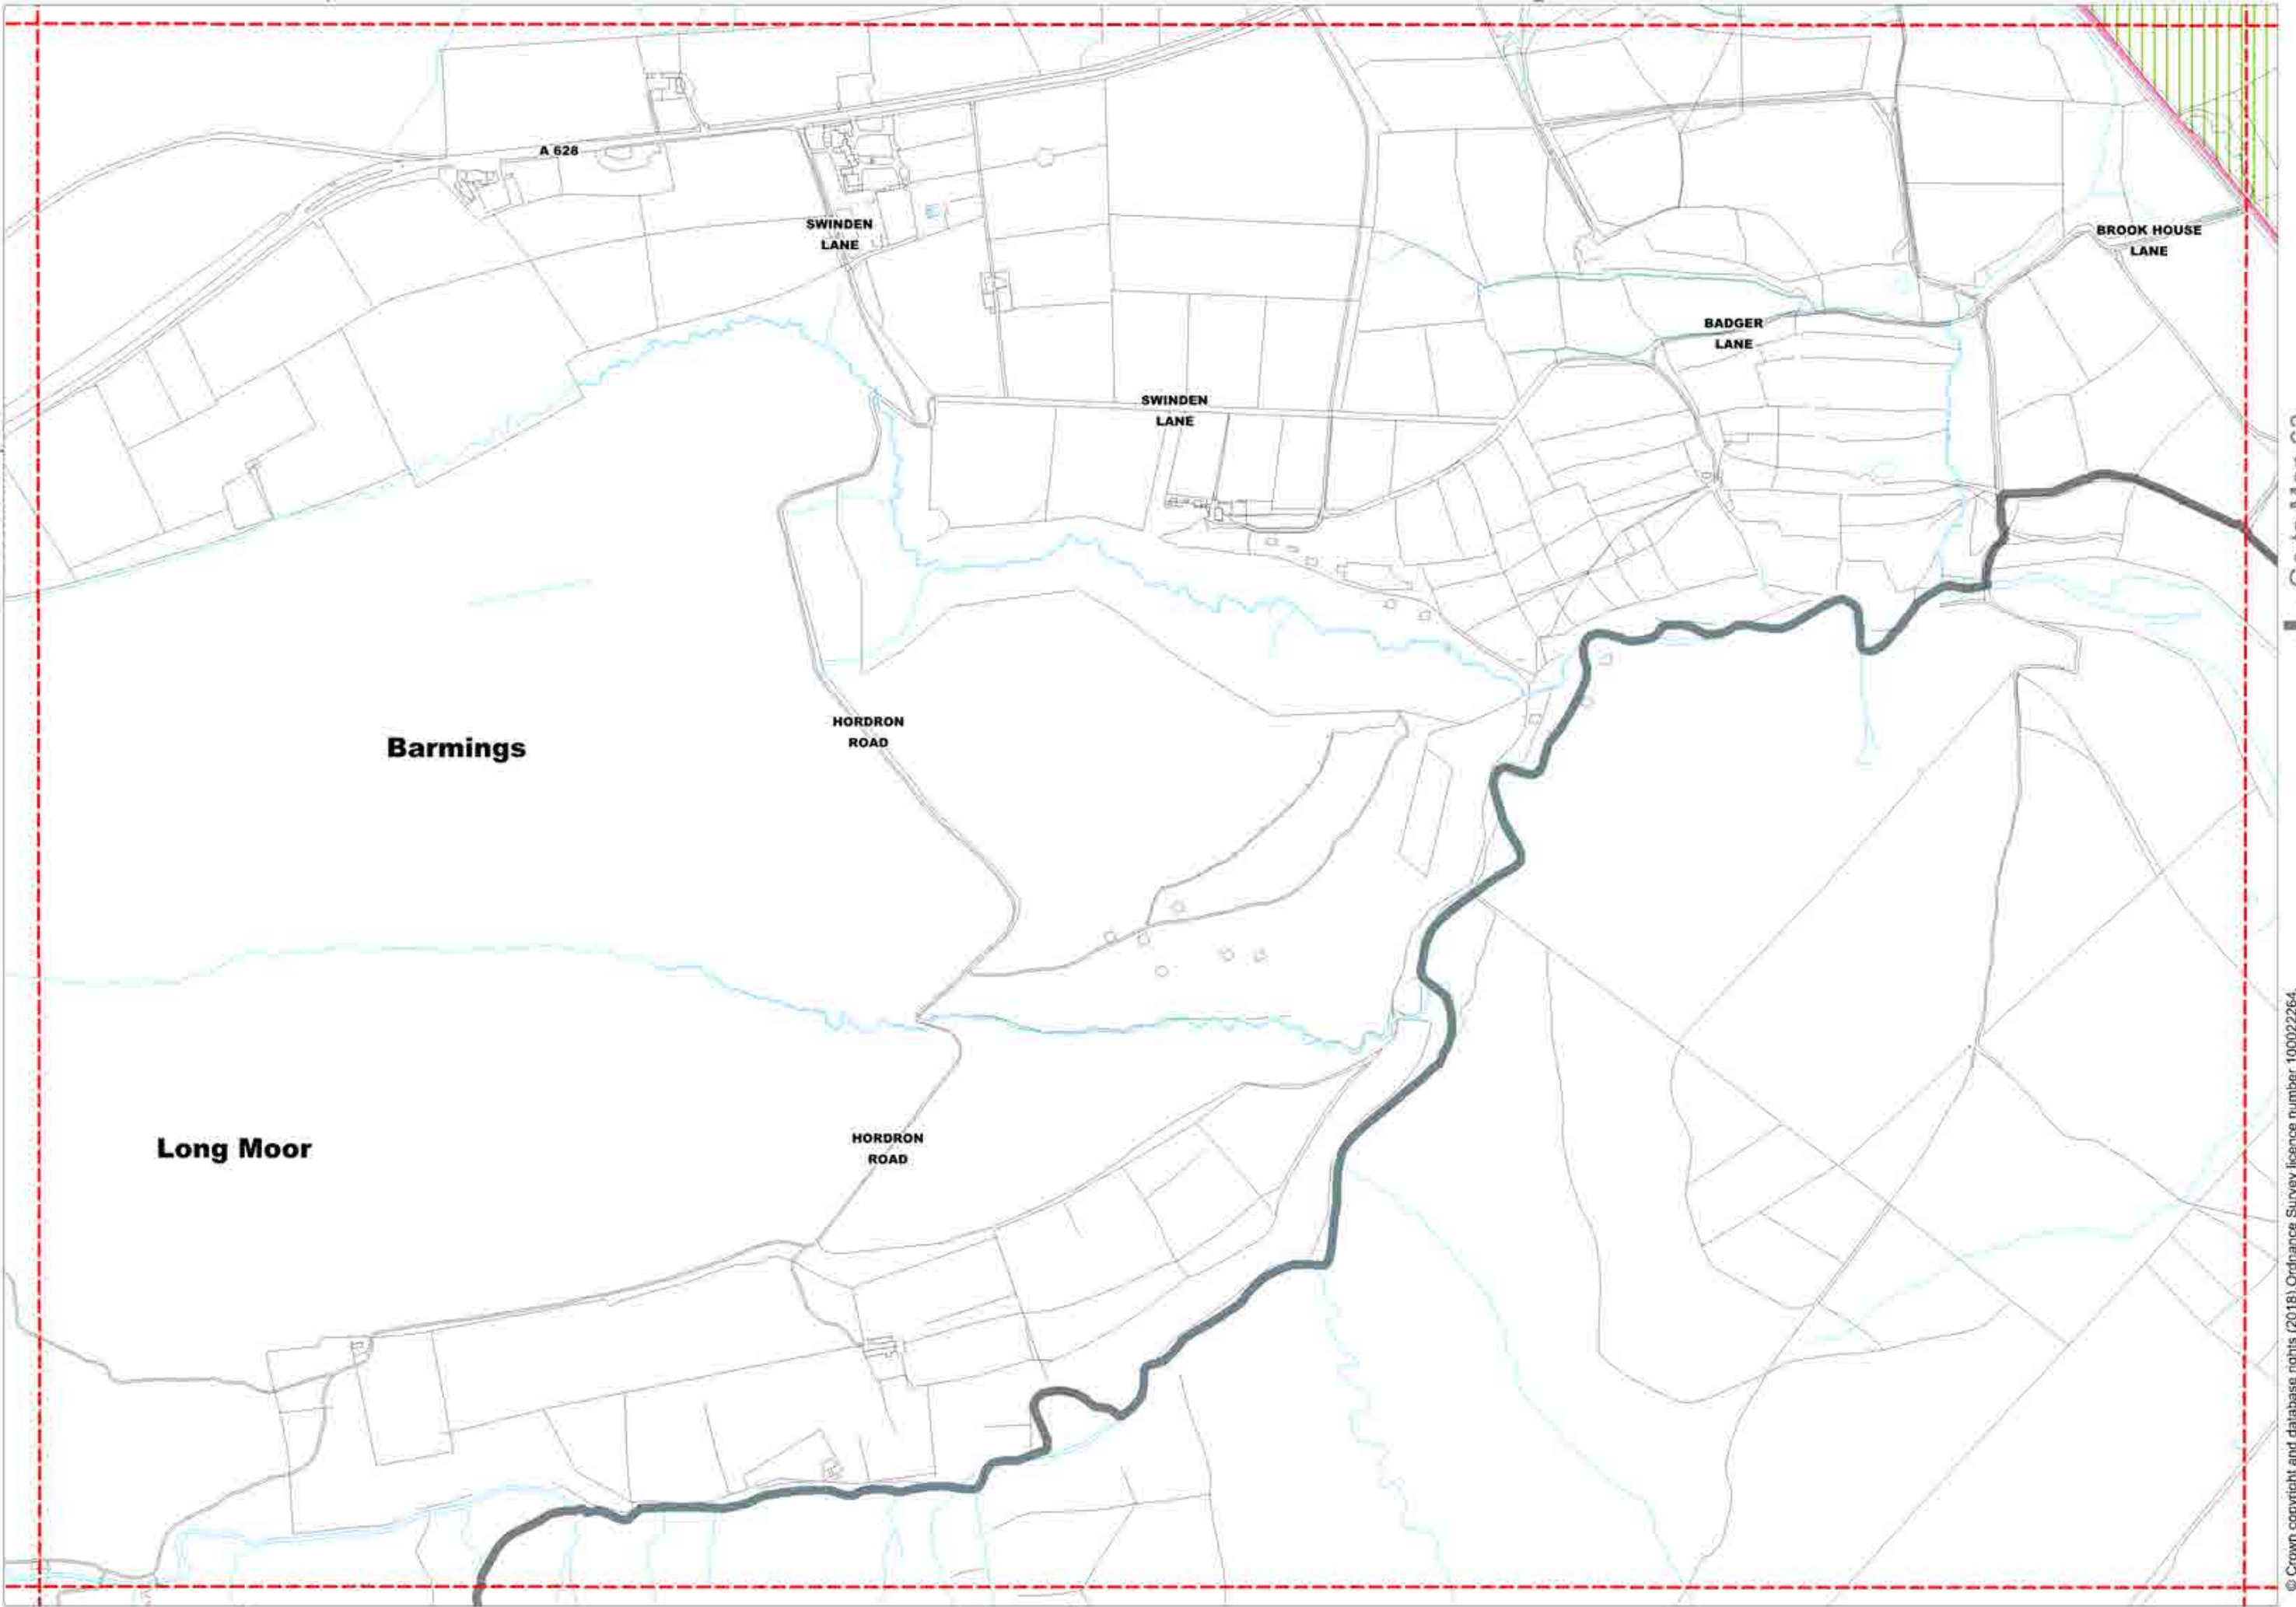 A 628
SWINDEN
LANE
BROOK HOUSE
LANE
BADGER
LANE
SWINDEN
LANE
HORDRON
ROAD
Barmings
HORDRON
ROAD
Long Moor
© Crown copyright and database rights (2018) Ordnance Survey licence number 100022264.